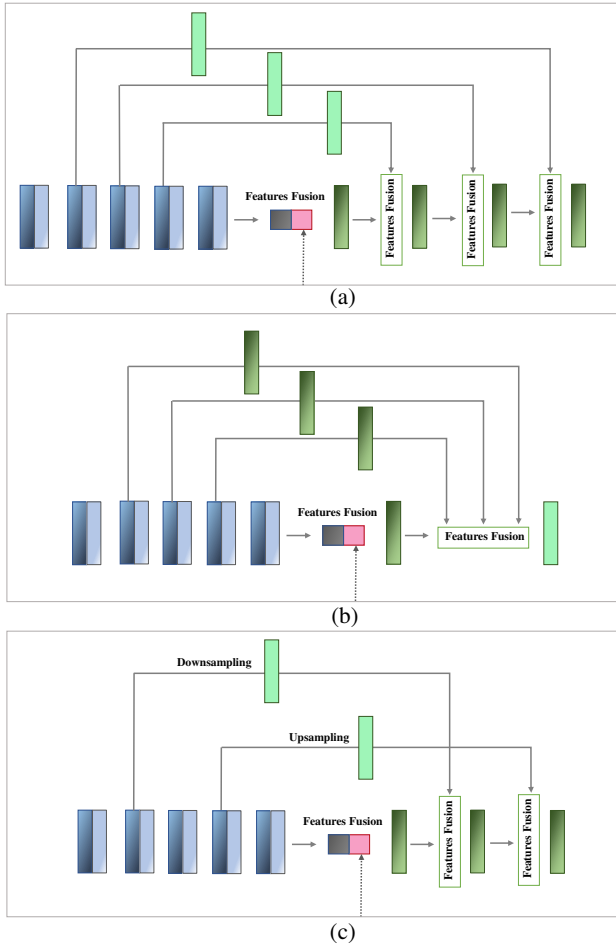 Features Fusion
Features Fusion
Features Fusion
Features Fusion
(a)
Features Fusion
Features Fusion
(b)
Downsampling
Upsampling
Features Fusion
Features Fusion
Features Fusion
(c)